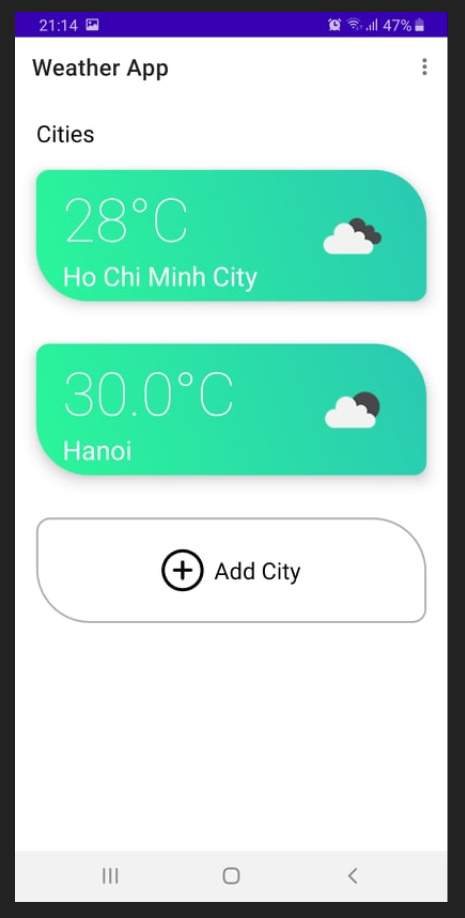 21:14 47%
Weather App
Cities
28°C
Ho Chi Minh City
30.0°C
Hanoi
Add City